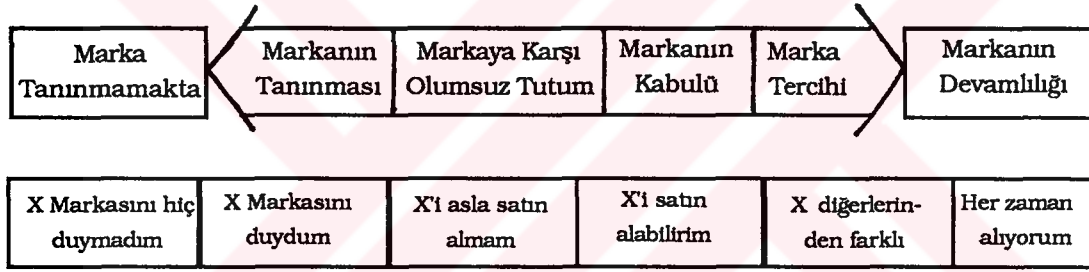 Marka Tanınmamakta
Markanın Tanınması
Markaya Karşı Olumsuz Tutum
Markanın Kabulü
Marka Tercihi
Markanın Devamlılığı
X Markasını hiç duymadım
X Markasını duydum
X'i asla satın almam
X'i satın alabilirim
X diğerlerin-
den farklı
Her zaman alıyorum